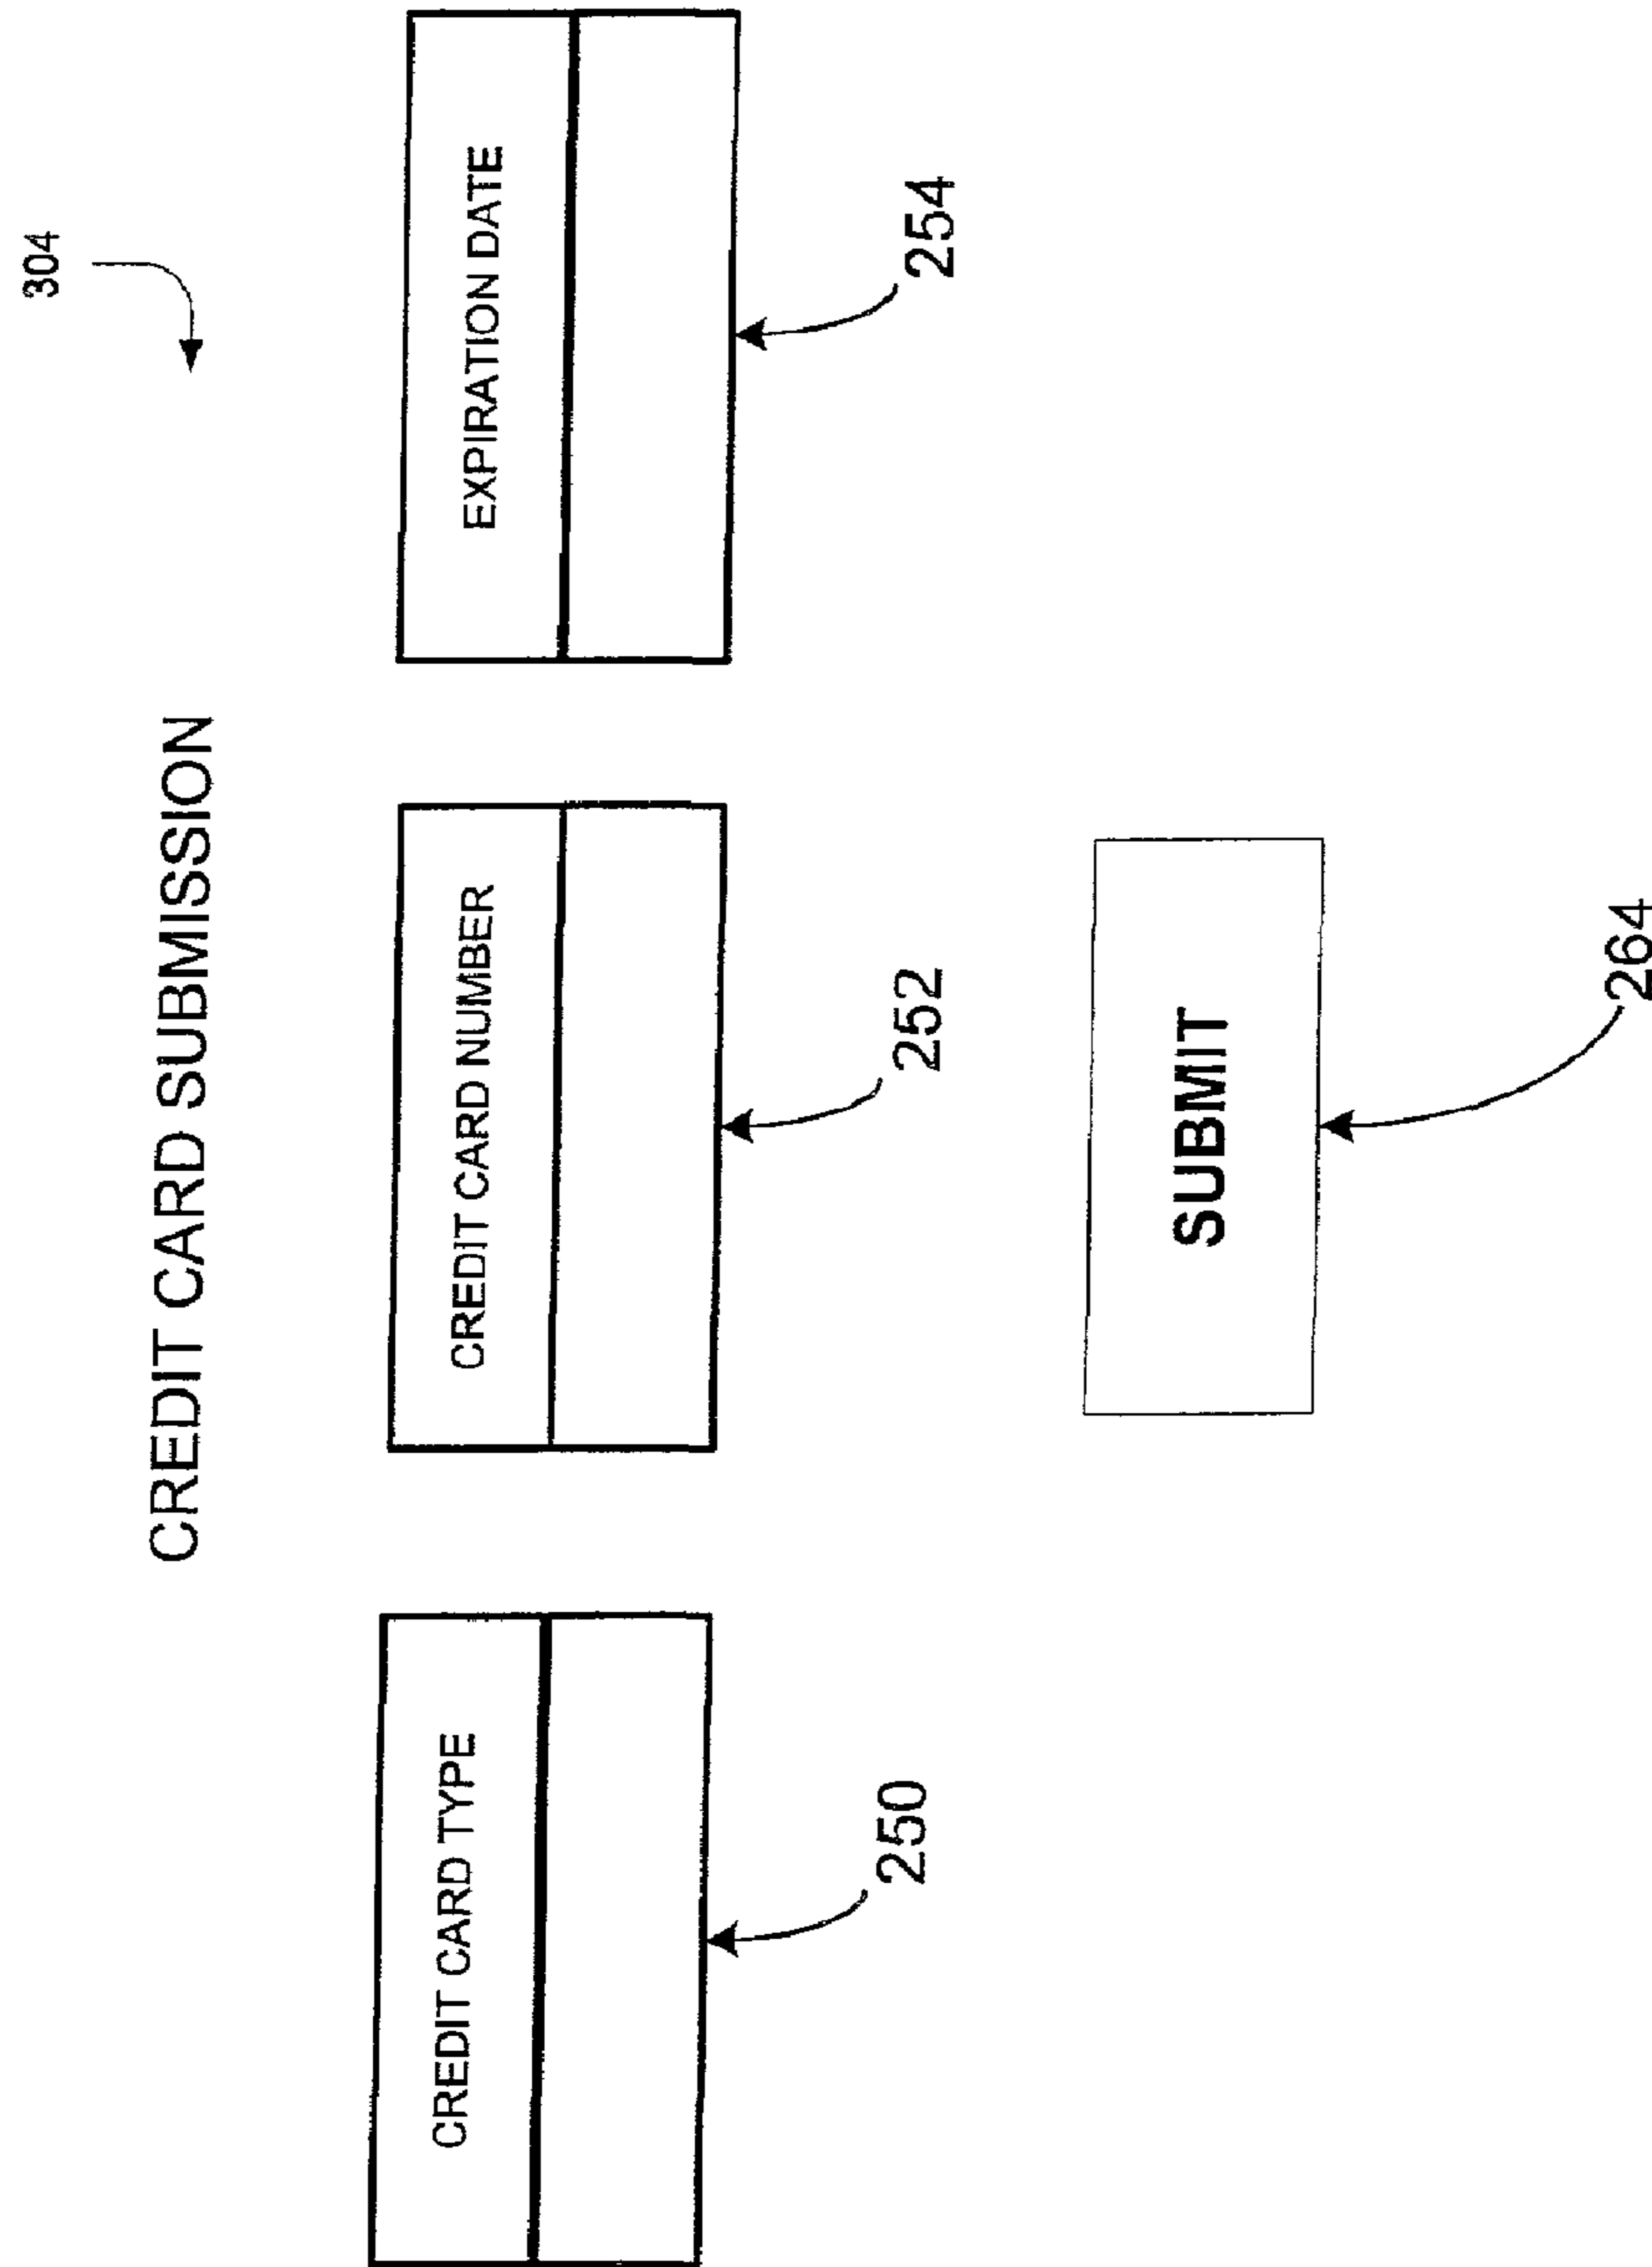 304
CREDIT CARD SUBMISSION
CREDIT CARD TYPE
CREDIT CARD NUMBER
EXPIRATION DATE
250
252
254
SUBMIT
264